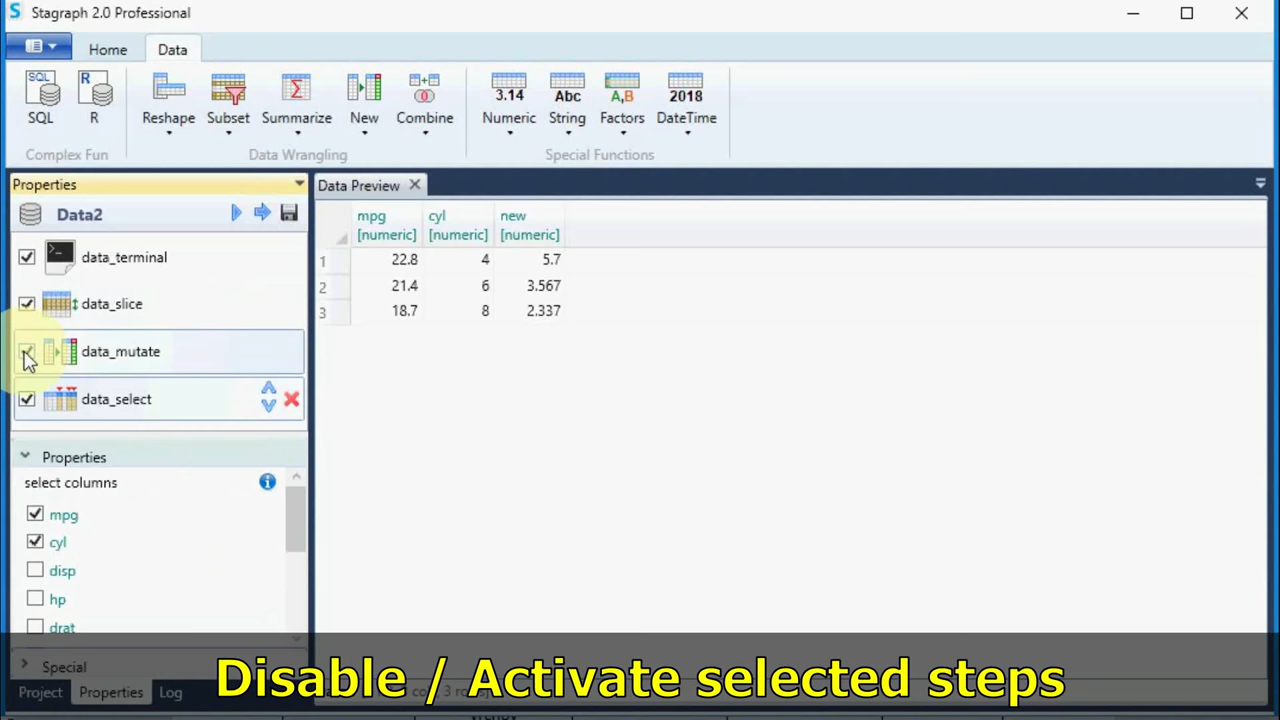 Stagraph 2.0 Professional
Home Data
SQL R Reshape Subset Summarize New Combine Numeric String Factors DateTime
SQL R Σ 3.14 Abc A,B 2018
Complex Fun Data Wrangling Special Functions
Properties
Data Preview
Data2
mpg cyl new
[numeric] [numeric] [numeric]
1 22.8 4 5.7
2 21.4 6 3.567
3 18.7 8 2.337
data_terminal
data_slice
data_mutate
data_select
Properties
select columns
mpg
cyl
disp
hp
drat
Special
Disable / Activate selected steps
Project Properties Log